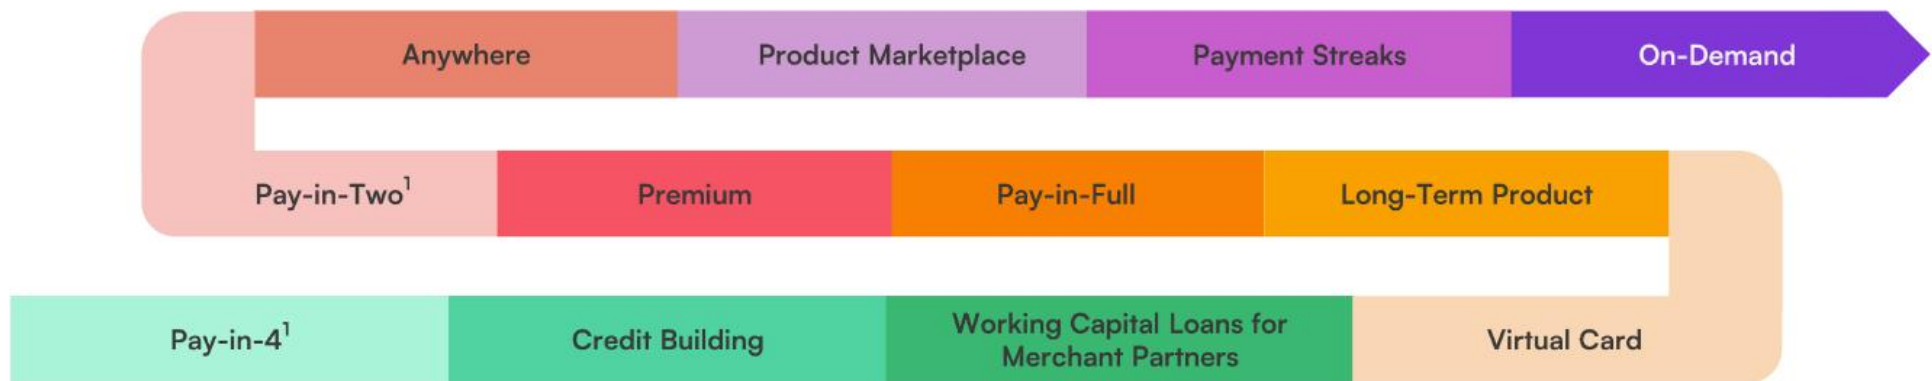 Anywhere
Product Marketplace
Payment Streaks
On-Demand
Pay-in-Two¹
Premium
Pay-in-Full
Long-Term Product
Pay-in-4¹
Credit Building
Working Capital Loans for
Merchant Partners
Virtual Card